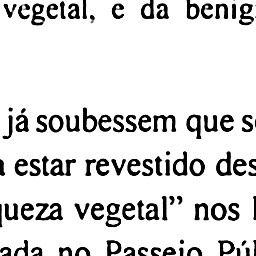 vegetal, e da benig
já soubessem que s
a estar revestido des
queza vegetal” nos
ada no Passeio Púb